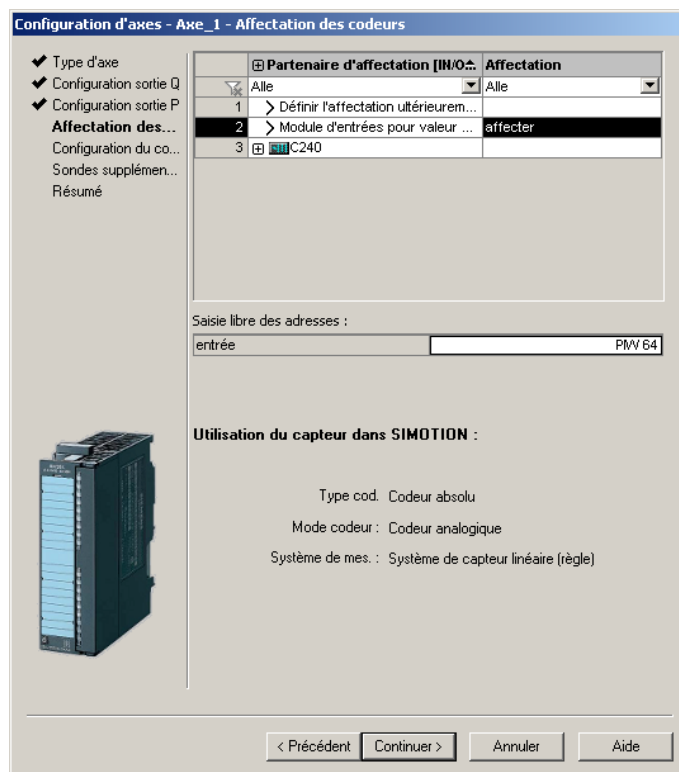 Configuration d'axes - Axe_1 - Affectation des codeurs
Type d'axe
Configuration sortie Q
Configuration sortie P
Affectation des...
Configuration du co...
Sondes supplémen...
Résumé
Partenaire d'affectation [IN/O... Affectation
Alle Alle
1 Définir l'affectation ultérieurem...
2 Module d'entrées pour valeur ... affecter
3 C240
Saisie libre des adresses :
entrée PIW 64
Utilisation du capteur dans SIMOTION :
Type cod. Codeur absolu
Mode codeur : Codeur analogique
Système de mes. : Système de capteur linéaire (règle)
< Précédent Continuer > Annuler Aide